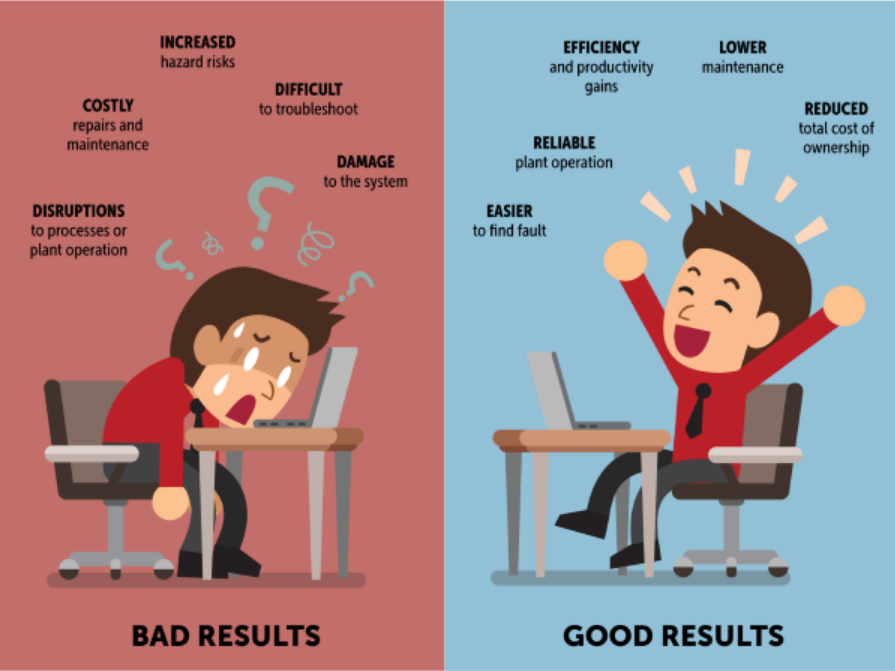 INCREASED
hazard risks
DIFFICULT
to troubleshoot
COSTLY
repairs and
maintenance
DAMAGE
to the system
DISRUPTIONS
to processes or
plant operation
BAD RESULTS
EFFICIENCY
and productivity
gains
LOWER
maintenance
REDUCED
total cost of
ownership
RELIABLE
plant operation
EASIER
to find fault
GOOD RESULTS